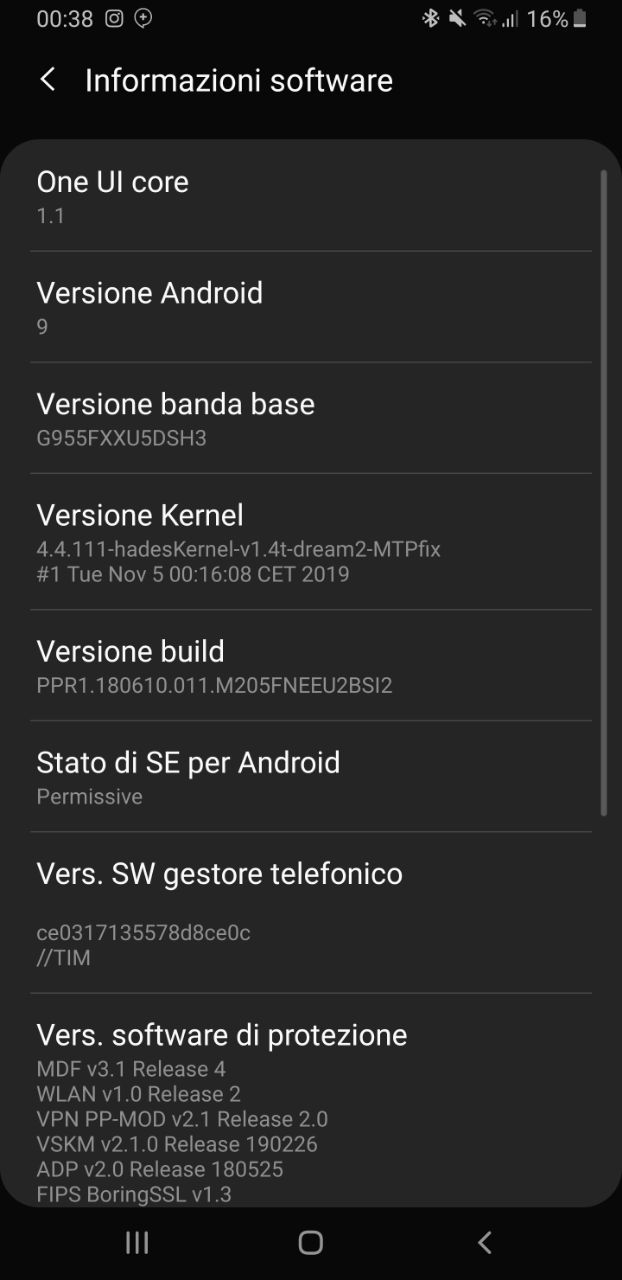 00:38
16%
Informazioni software
One UI core
1.1
Versione Android
9
Versione banda base
G955FXXU5DSH3
Versione Kernel
4.4.111-hadesKernel-v1.4t-dream2-MTPfix
#1 Tue Nov 5 00:16:08 CET 2019
Versione build
PPR1.180610.011.M205FNEEU2BSI2
Stato di SE per Android
Permissive
Vers. SW gestore telefonico
ce0317135578d8ce0c
//TIM
Vers. software di protezione
MDF v3.1 Release 4
WLAN v1.0 Release 2
VPN PP-MOD v2.1 Release 2.0
VSKM v2.1.0 Release 190226
ADP v2.0 Release 180525
FIPS BoringSSL v1.3